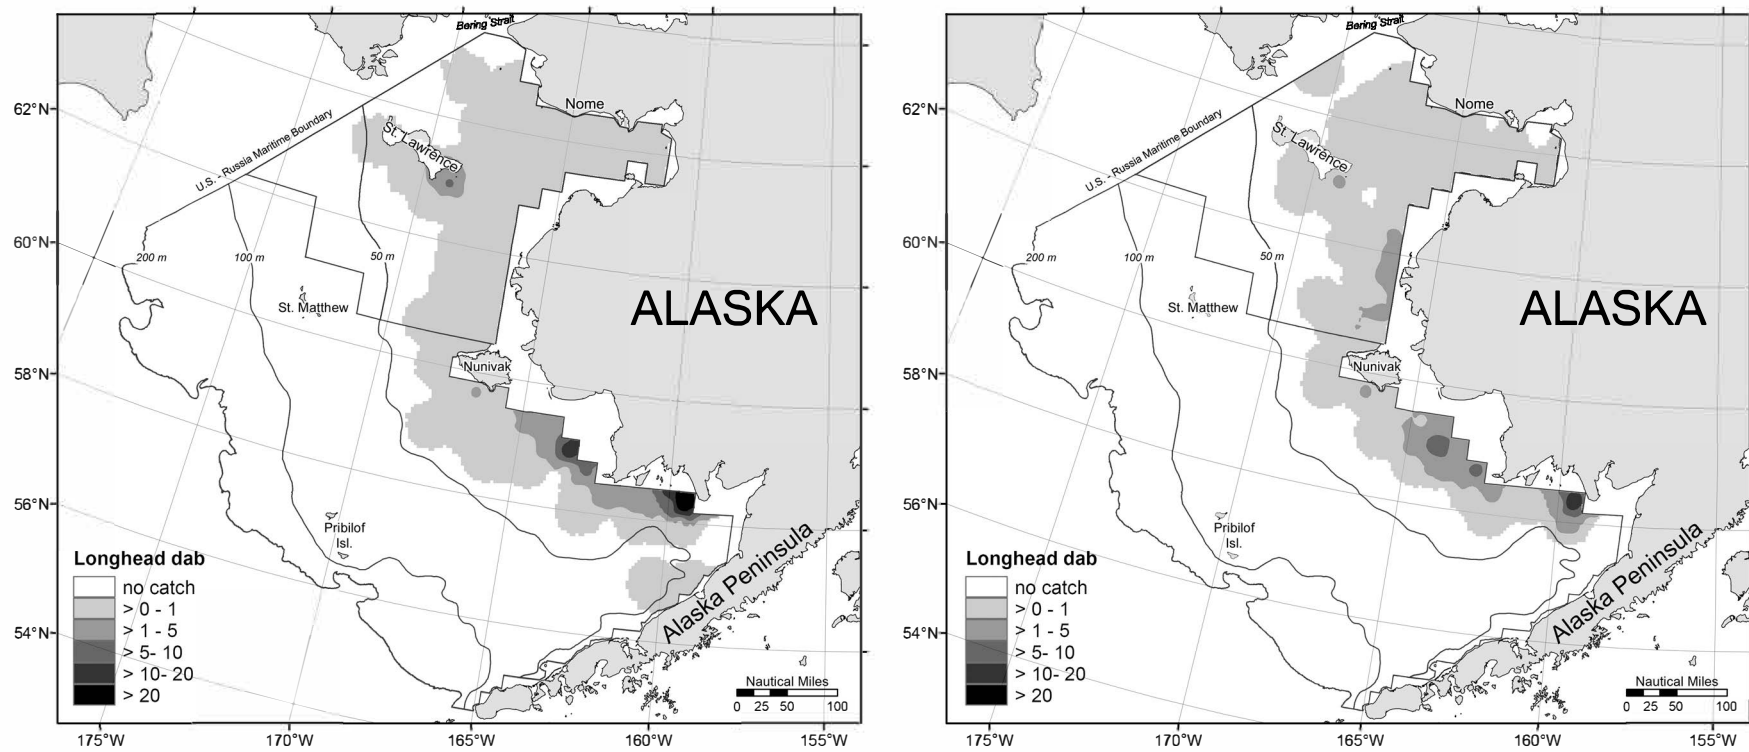 Bering Strait
62°N
Nome
U.S. - Russia Maritime Boundary
St. Lawrence
60°N
200 m
100 m
50 m
St. Matthew
ALASKA
58°N
Nunivak
56°N
Pribilof
Isl.
Longhead dab
no catch
> 0 - 1
> 1 - 5
> 5- 10
> 10- 20
> 20
54°N
Alaska Peninsula
Nautical Miles
0 25 50 100
175°W 170°W 165°W 160°W 155°W
Bering Strait
62°N
Nome
U.S. - Russia Maritime Boundary
St. Lawrence
60°N
200 m
100 m
50 m
St. Matthew
ALASKA
58°N
Nunivak
56°N
Pribilof
Isl.
Longhead dab
no catch
> 0 - 1
> 1 - 5
> 5- 10
> 10- 20
> 20
54°N
Alaska Peninsula
Nautical Miles
0 25 50 100
175°W 170°W 165°W 160°W 155°W